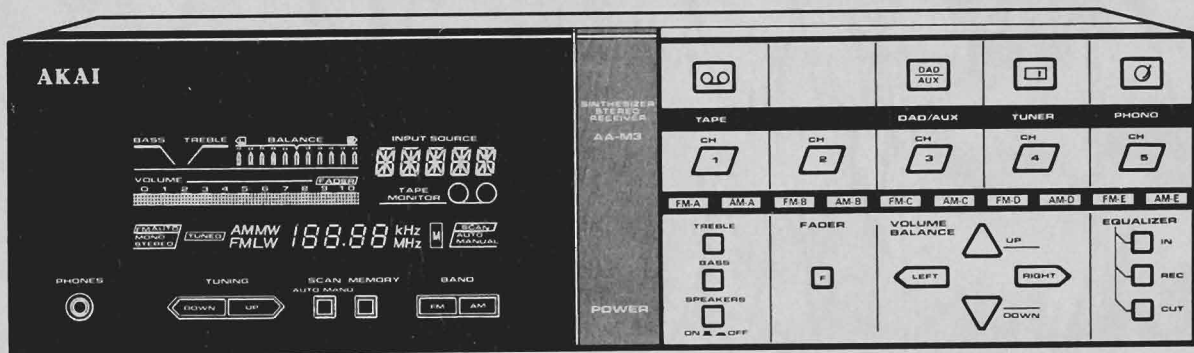 AKAI
BASS TREBLE BALANCE INPUT SOURCE
VOLUME FADER
0 1 2 3 4 5 6 7 8 9 10
TAPE MONITOR
FM AUTO
MONO
STEREO
TUNED
AMMW
FMLW
188.88 kHz
MHz
M
SCAN
AUTO
MANUAL
PHONES
TUNING
DOWN UP
SCAN MEMORY
AUTO MANU
BAND
FM AM
SINTHESIZER
STEREO
RECEIVER
AA-M3
POWER
DAD
AUX
TAPE DAD/AUX TUNER PHONO
CH CH CH CH CH
1 2 3 4 5
FM-A AM-A FM-B AM-B FM-C AM-C FM-D AM-D FM-E AM-E
TREBLE
BASS
SPEAKERS
ON OFF
FADER
F
VOLUME
BALANCE
UP
LEFT RIGHT
DOWN
EQUALIZER
IN
REC
CUT